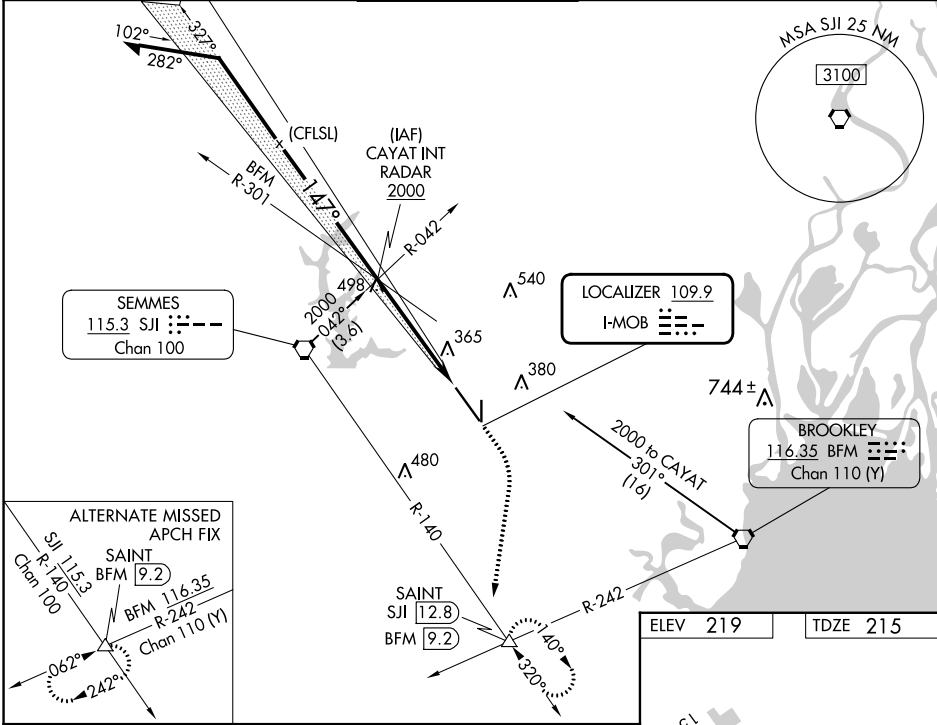 102°
282°
327°
(CFLSL)
147°
BFM
R-301
(IAF)
CAYAT INT
RADAR
2000
R-042
MSA SJI 25 NM
3100
SEMMES
115.3 SJI
Chan 100
2000
042°
(3.6)
498
365
540
380
LOCALIZER 109.9
I-MOB
744±
BROOKLEY
116.35 BFM
Chan 110 (Y)
2000 to CAYAT
301°
(16)
480
R-140
R-242
SAINT
SJI 12.8
BFM 9.2
140°
320°
ALTERNATE MISSED
APCH FIX
SJI 115.3
R-140
Chan 100
SAINT
BFM 9.2
BFM 116.35
R-242
Chan 110 (Y)
062°
242°
ELEV 219
TDZE 215